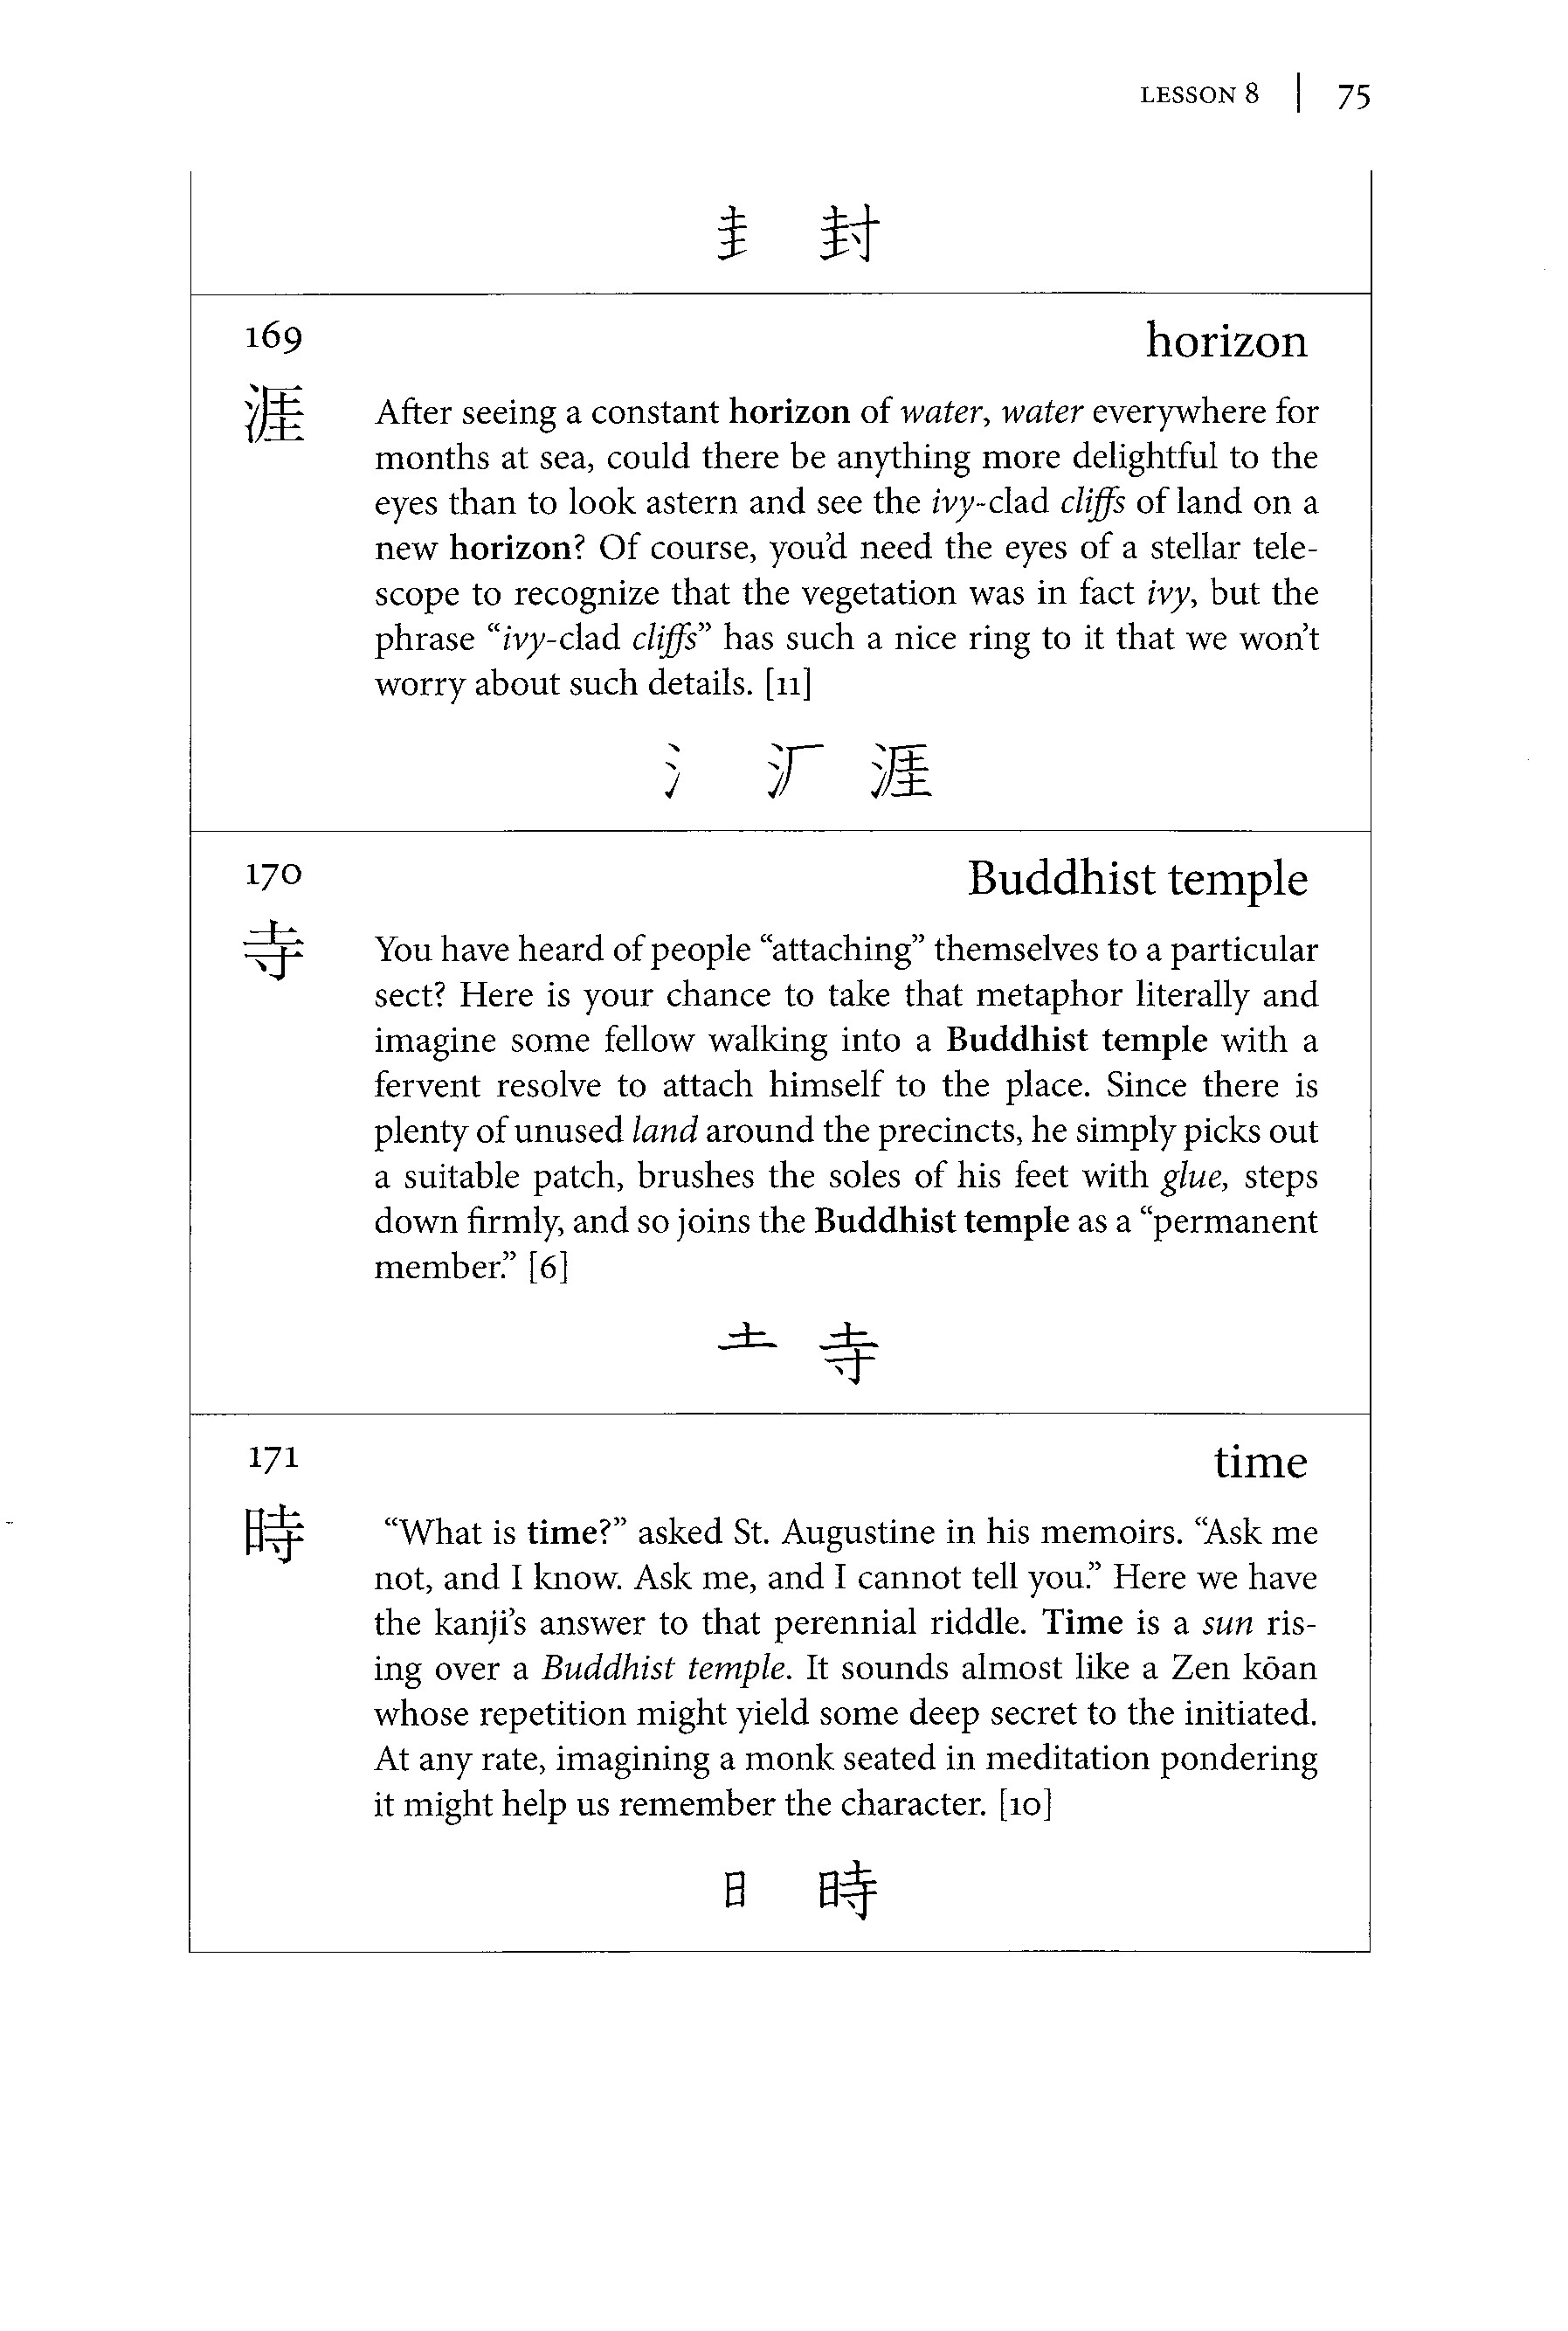 LESSON 8 | 75
圭 封
169 horizon
涯 After seeing a constant horizon of water, water everywhere for
months at sea, could there be anything more delightful to the
eyes than to look astern and see the ivy-clad cliffs of land on a
new horizon? Of course, you'd need the eyes of a stellar tele-
scope to recognize that the vegetation was in fact ivy, but the
phrase “ivy-clad cliffs” has such a nice ring to it that we won't
worry about such details. [11]
氵 汀 涯
170 Buddhist temple
寺 You have heard of people “attaching” themselves to a particular
sect? Here is your chance to take that metaphor literally and
imagine some fellow walking into a Buddhist temple with a
fervent resolve to attach himself to the place. Since there is
plenty of unused land around the precincts, he simply picks out
a suitable patch, brushes the soles of his feet with glue, steps
down firmly, and so joins the Buddhist temple as a “permanent
member.” [6]
土 寺
171 time
時 “What is time?” asked St. Augustine in his memoirs. “Ask me
not, and I know. Ask me, and I cannot tell you.” Here we have
the kanji's answer to that perennial riddle. Time is a sun ris-
ing over a Buddhist temple. It sounds almost like a Zen kōan
whose repetition might yield some deep secret to the initiated.
At any rate, imagining a monk seated in meditation pondering
it might help us remember the character. [10]
日 時